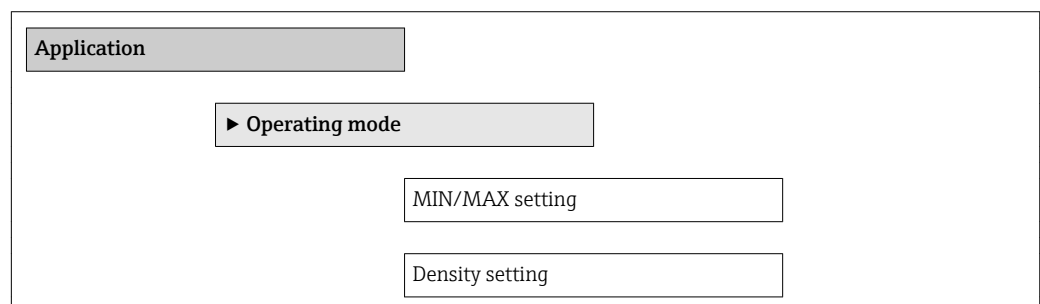 Application
▶ Operating mode
MIN/MAX setting
Density setting